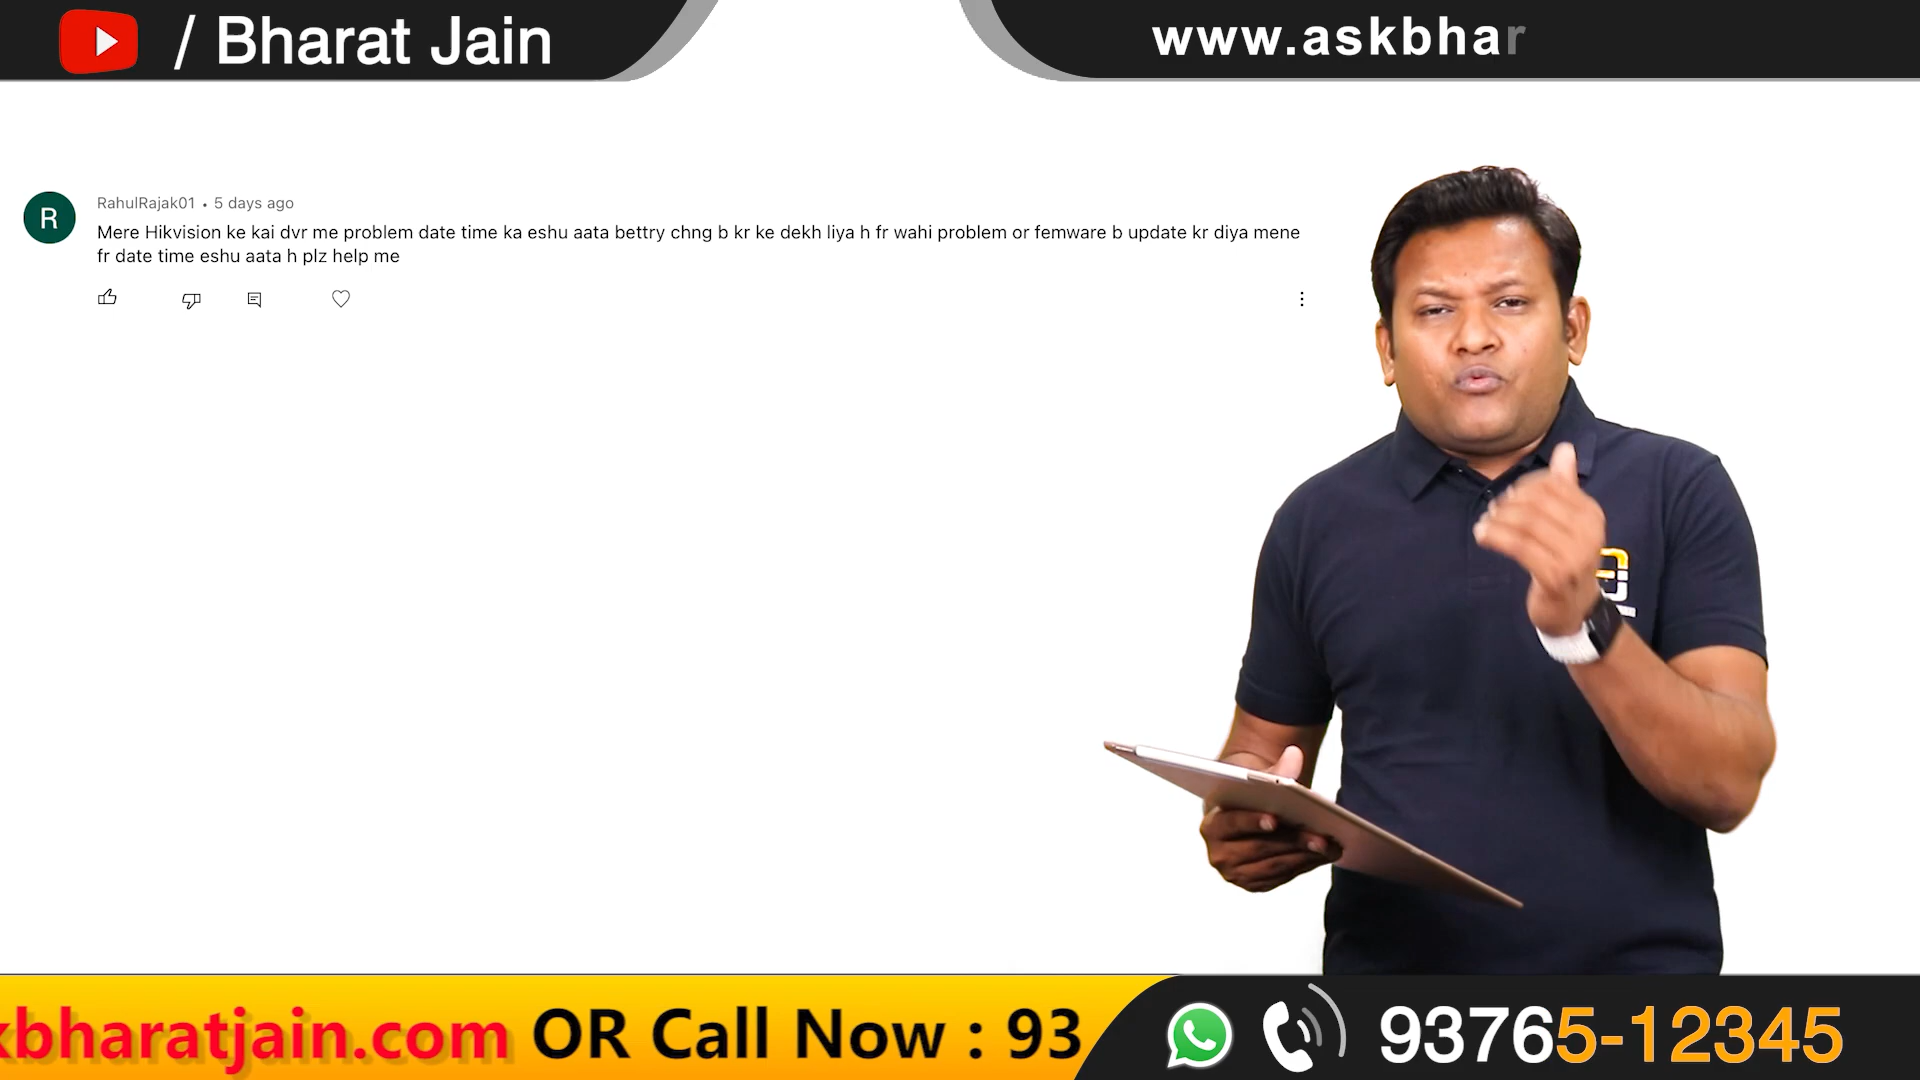 / Bharat Jain
www.askbhar
R
RahulRajak01 • 5 days ago
Mere Hikvision ke kai dvr me problem date time ka eshu aata bettry chng b kr ke dekh liya h fr wahi problem or femware b update kr diya mene
fr date time eshu aata h plz help me
kbharatjain.com OR Call Now : 93
93765-12345